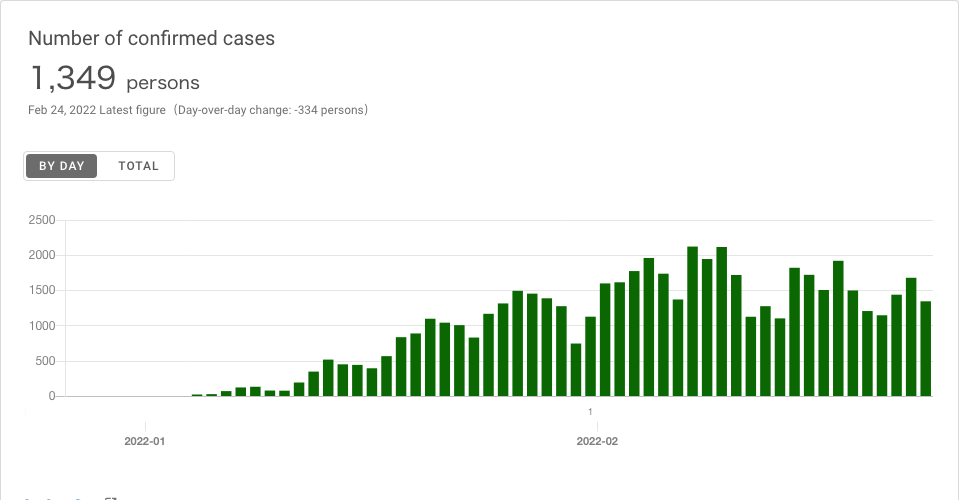 Number of confirmed cases
1,349 persons
Feb 24, 2022 Latest figure（Day-over-day change: -334 persons）
BY DAY TOTAL
2500
2000
1500
1000
500
0
1
2022-01 2022-02